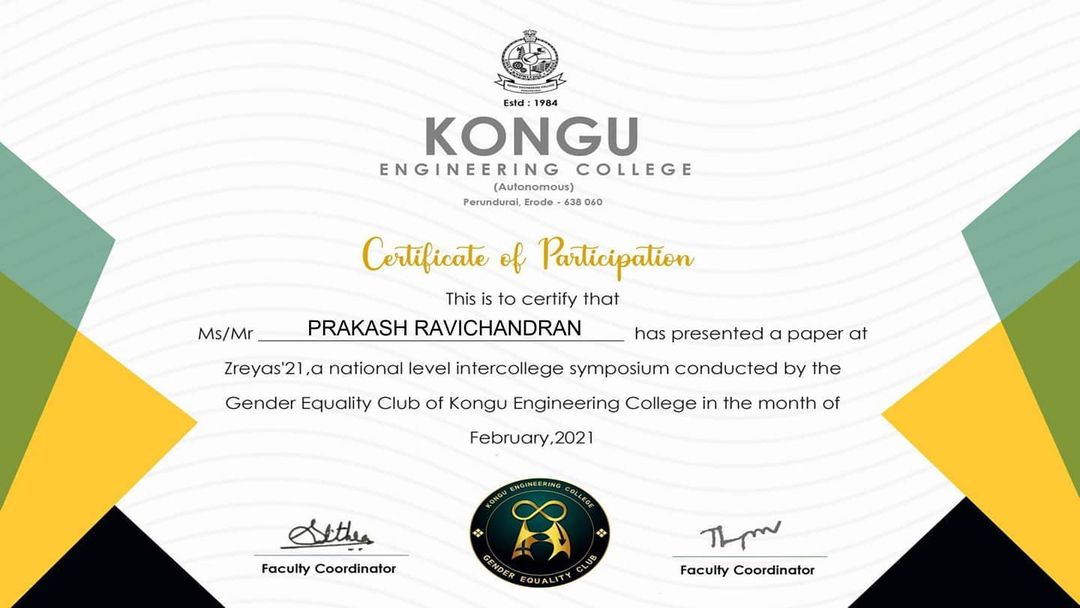 Estd : 1984
KONGU
ENGINEERING COLLEGE
(Autonomous)
Perundurai, Erode - 638 060
Certificate of Participation
This is to certify that
Ms/Mr PRAKASH RAVICHANDRAN has presented a paper at
Zreyas'21,a national level intercollege symposium conducted by the
Gender Equality Club of Kongu Engineering College in the month of
February,2021
KONGU ENGINEERING COLLEGE
GENDER EQUALITY CLUB
Faculty Coordinator
Faculty Coordinator